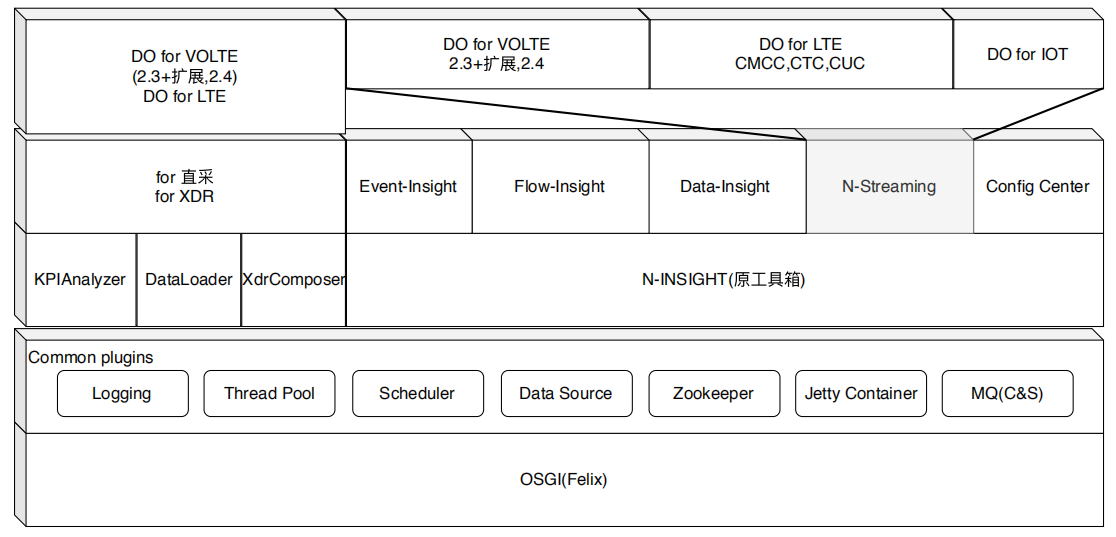 DO for VOLTE
(2.3+扩展,2.4)
DO for LTE
DO for VOLTE
2.3+扩展,2.4
DO for LTE
CMCC,CTC,CUC
DO for IOT
for 直采
for XDR
Event-Insight
Flow-Insight
Data-Insight
N-Streaming
Config Center
KPIAnalyzer
DataLoader
XdrComposer
N-INSIGHT(原工具箱)
Common plugins
Logging
Thread Pool
Scheduler
Data Source
Zookeeper
Jetty Container
MQ(C&S)
OSGI(Felix)